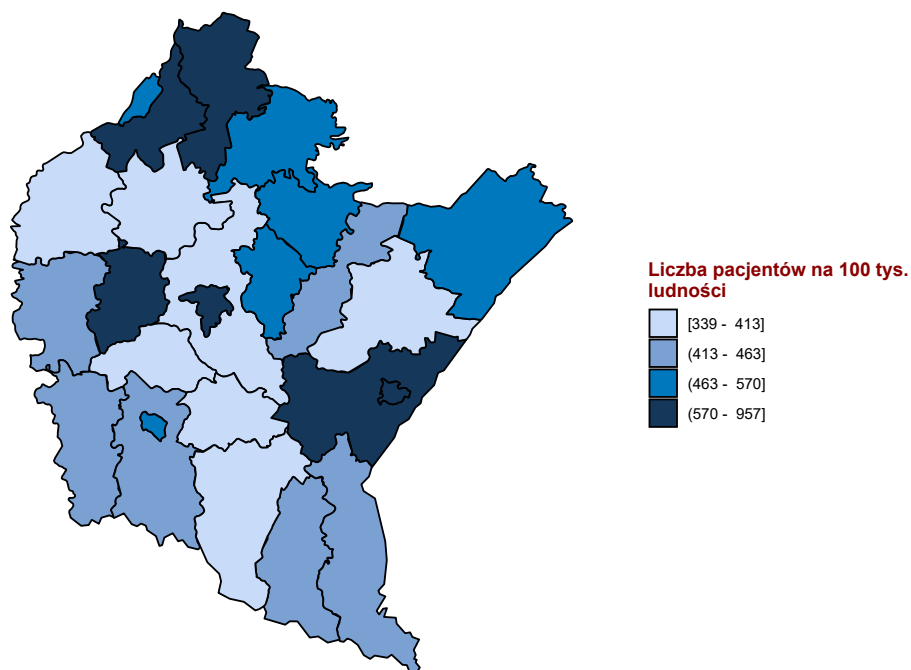 Liczba pacjentów na 100 tys.
ludności
[339 - 413]
(413 - 463]
(463 - 570]
(570 - 957]